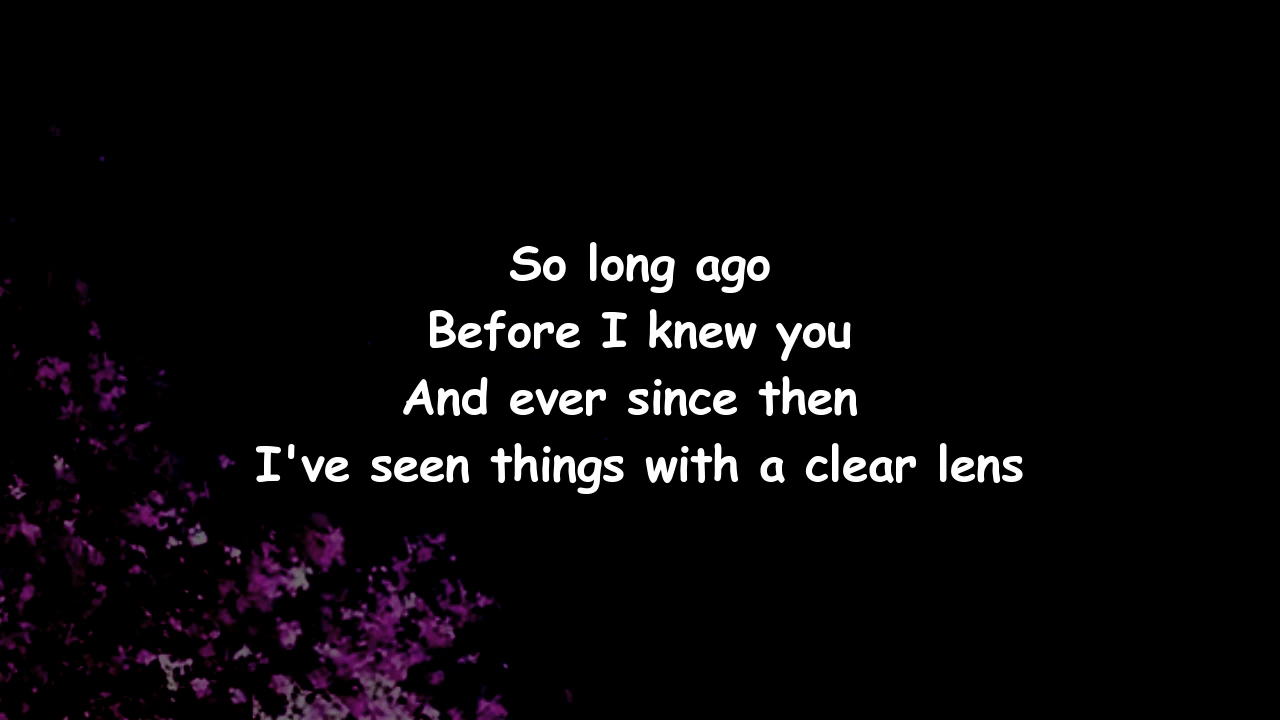 So long ago
Before I knew you
And ever since then
I've seen things with a clear lens